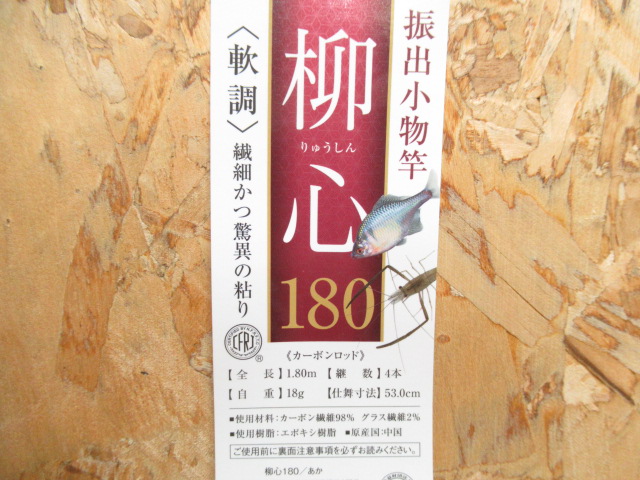 振出小物竿
柳心
りゅうしん
180
〈軟調〉繊細かつ驚異の粘り
CFRP
®
《カーボンロッド》
【全長】1.80m【継数】4本
【自重】18g【仕舞寸法】53.0cm
■使用材料:カーボン繊維98% グラス繊維2%
■使用樹脂:エポキシ樹脂 ■原産国:中国
ご使用前に裏面注意事項を必ずお読みください。
柳心180/あか